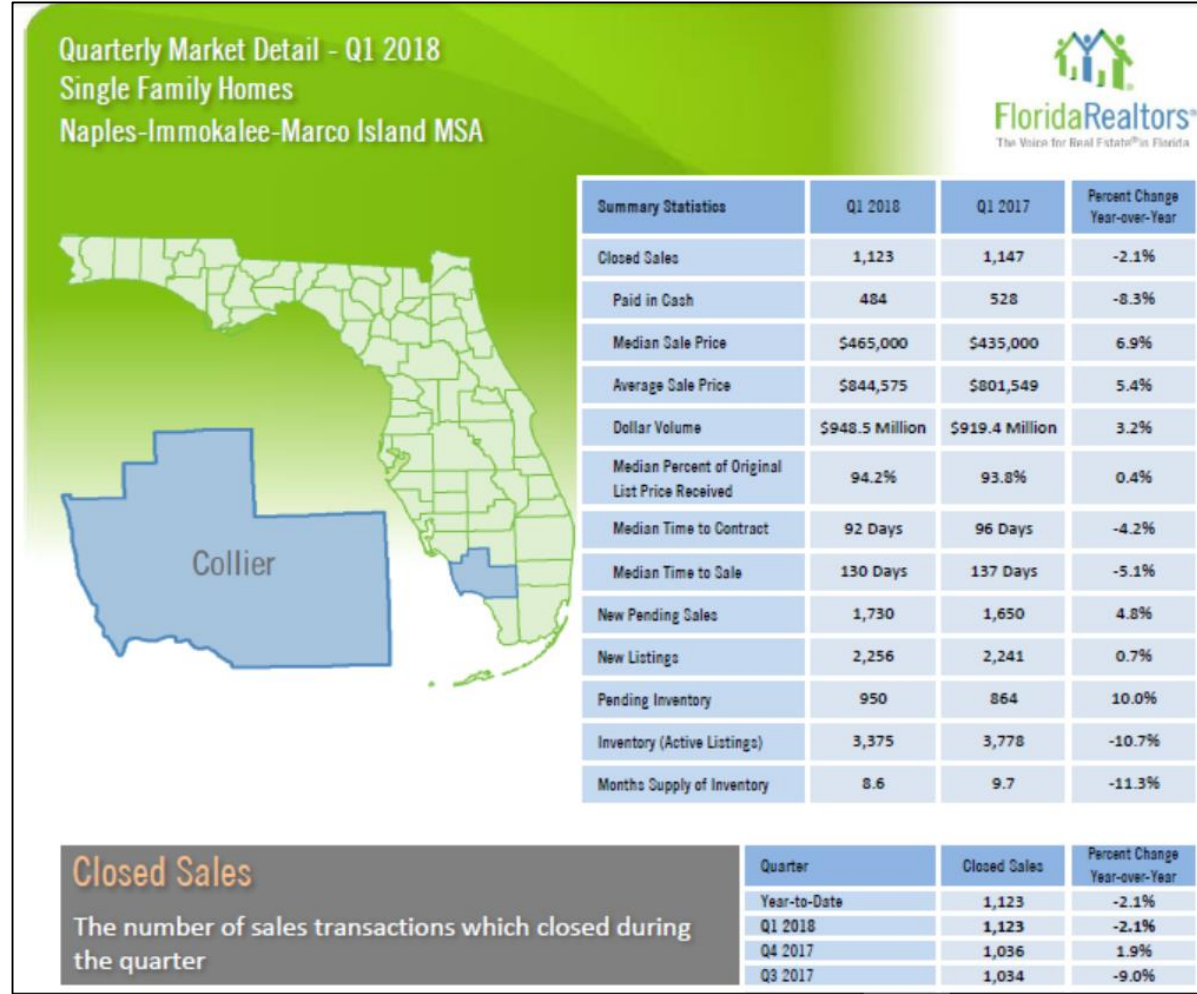 Quarterly Market Detail - Q1 2018
Single Family Homes
Naples-Immokalee-Marco Island MSA
FloridaRealtors®
The Voice for Real Estate® in Florida
Summary Statistics Q1 2018 Q1 2017 Percent Change Year-over-Year
Closed Sales 1,123 1,147 -2.1%
Paid in Cash 484 528 -8.3%
Median Sale Price $465,000 $435,000 6.9%
Average Sale Price $844,575 $801,549 5.4%
Dollar Volume $948.5 Million $919.4 Million 3.2%
Median Percent of Original List Price Received 94.2% 93.8% 0.4%
Median Time to Contract 92 Days 96 Days -4.2%
Median Time to Sale 130 Days 137 Days -5.1%
New Pending Sales 1,730 1,650 4.8%
New Listings 2,256 2,241 0.7%
Pending Inventory 950 864 10.0%
Inventory (Active Listings) 3,375 3,778 -10.7%
Months Supply of Inventory 8.6 9.7 -11.3%
Collier
Closed Sales
The number of sales transactions which closed during
the quarter
Quarter Closed Sales Percent Change Year-over-Year
Year-to-Date 1,123 -2.1%
Q1 2018 1,123 -2.1%
Q4 2017 1,036 1.9%
Q3 2017 1,034 -9.0%